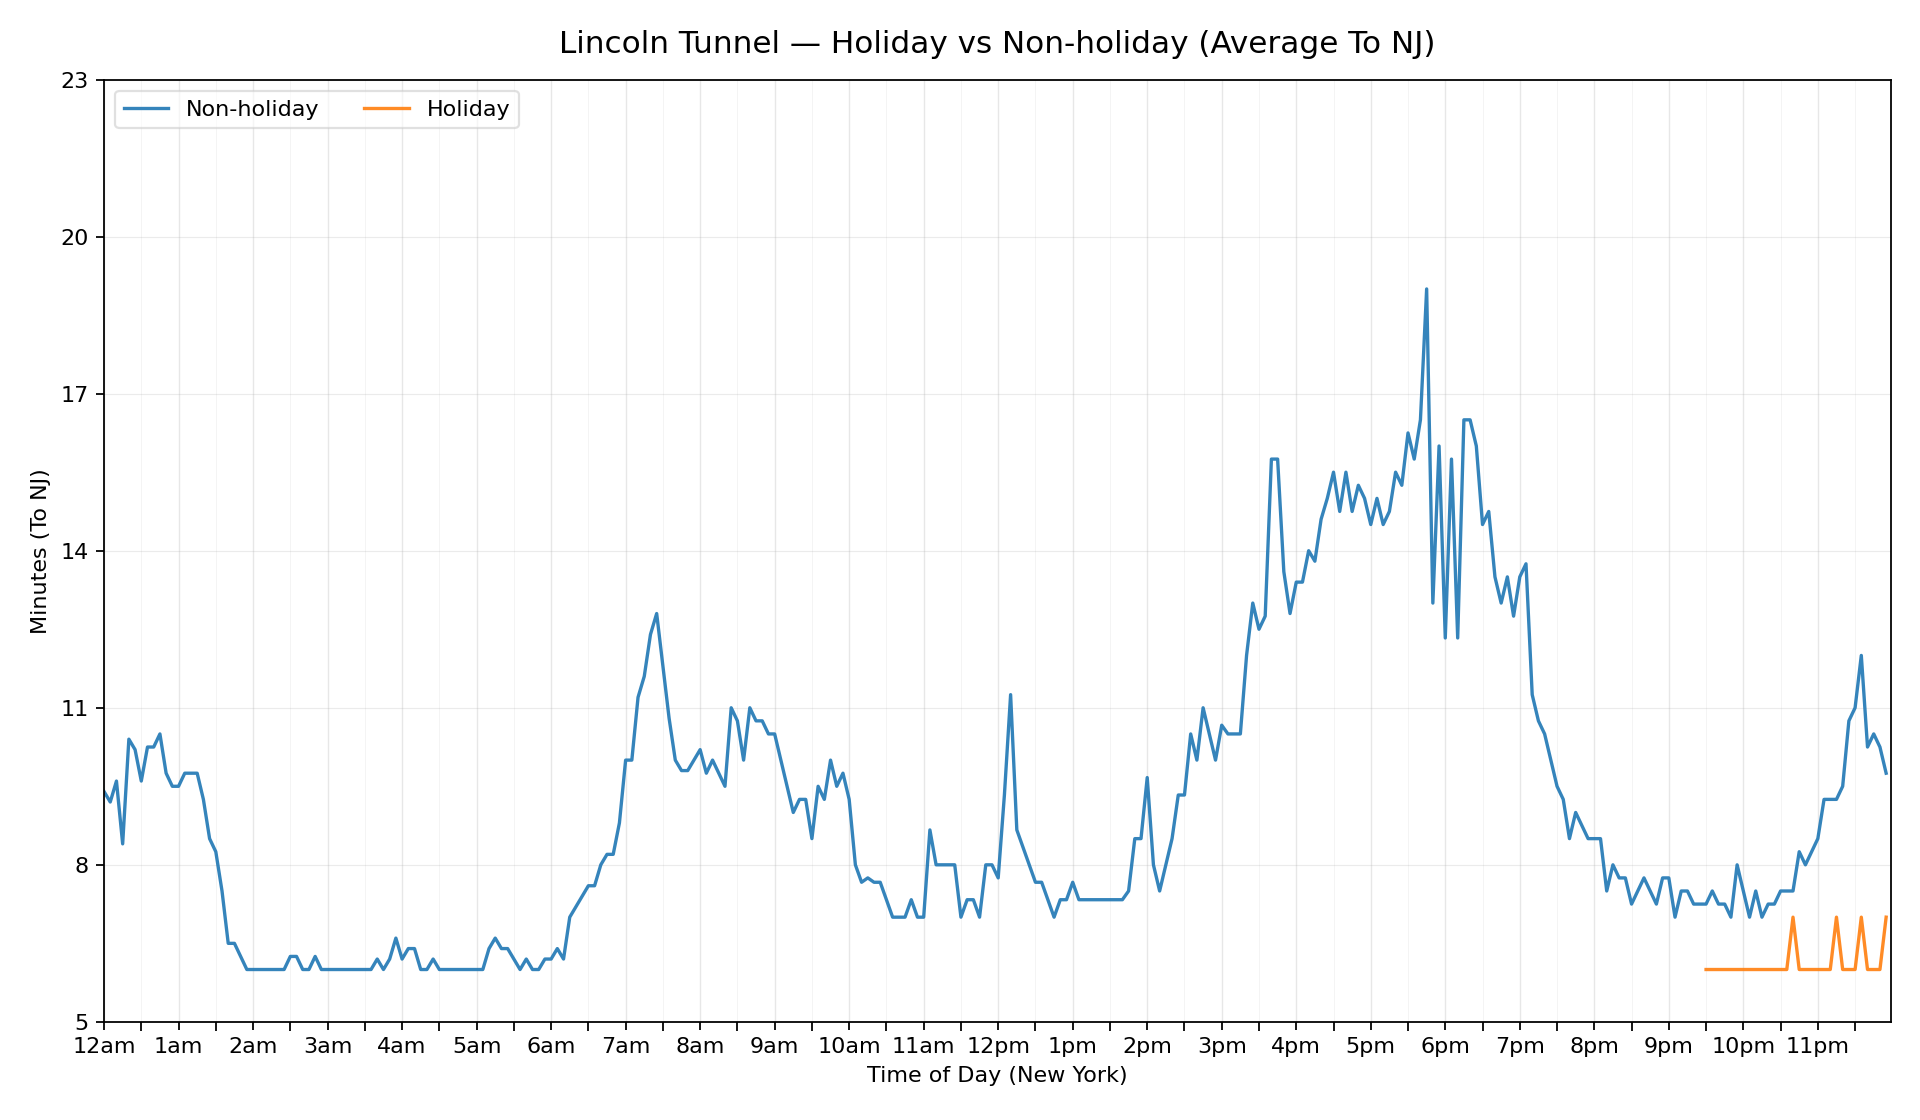 Lincoln Tunnel — Holiday vs Non-holiday (Average To NJ)
Non-holiday Holiday
23
20
17
14
11
8
5
Minutes (To NJ)
12am 1am 2am 3am 4am 5am 6am 7am 8am 9am 10am 11am 12pm 1pm 2pm 3pm 4pm 5pm 6pm 7pm 8pm 9pm 10pm 11pm
Time of Day (New York)